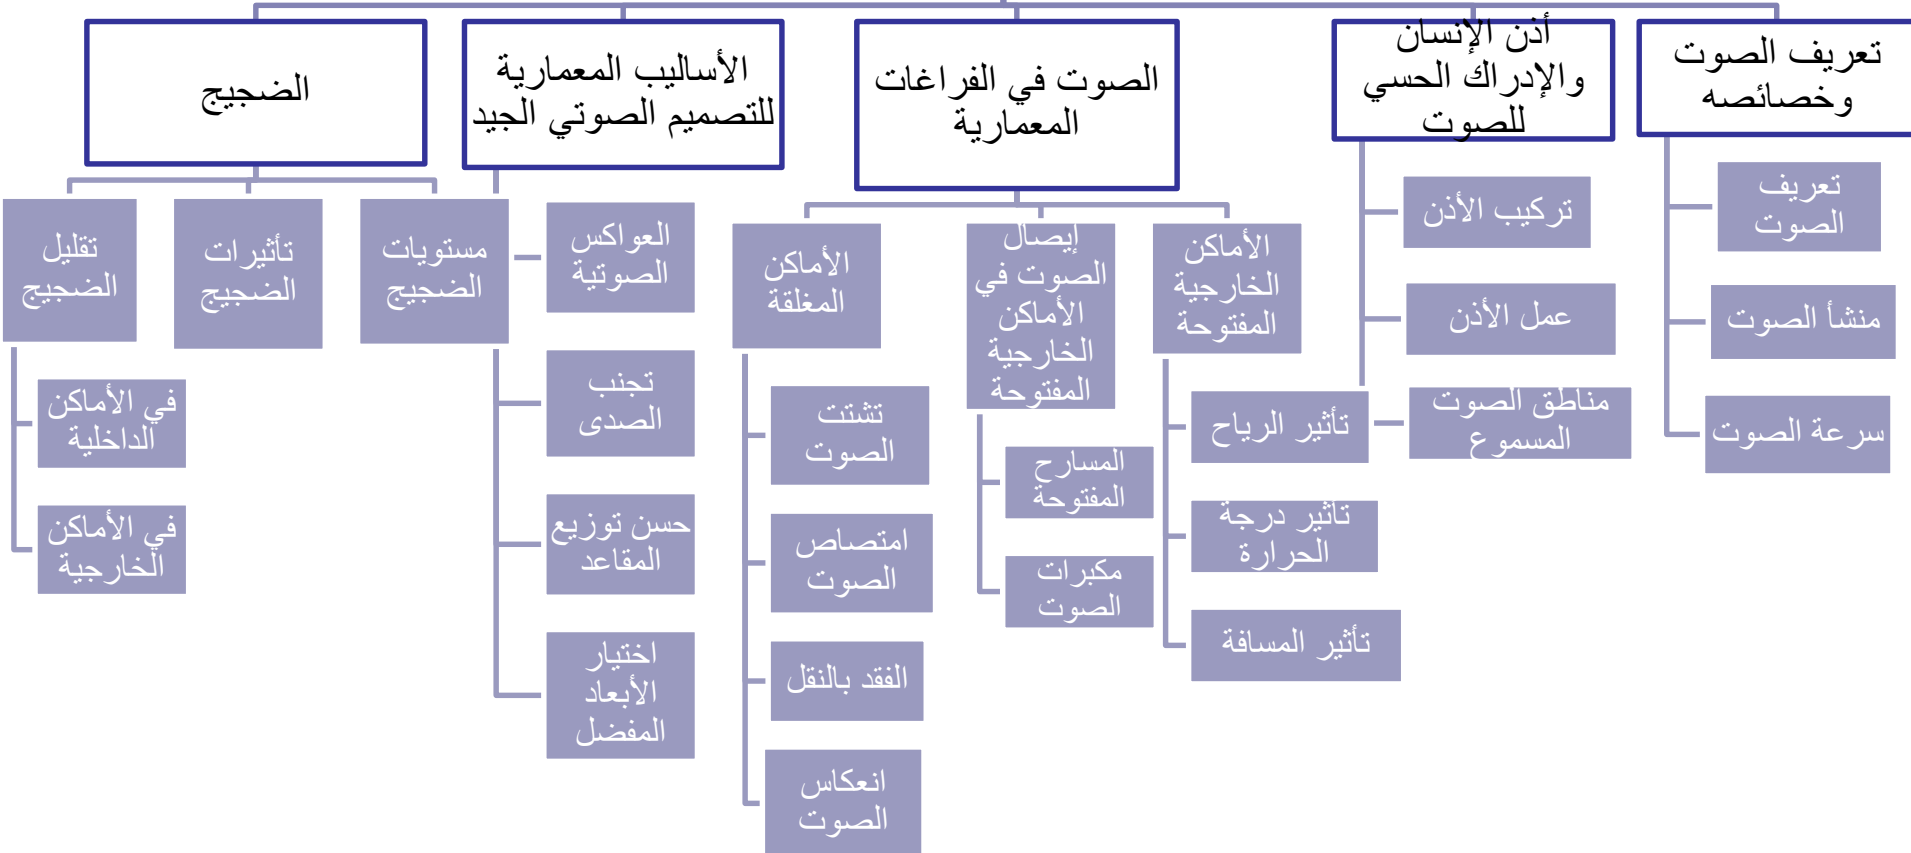 تعريف الصوت
وخصائصه
أذن الإنسان
والإدراك الحسي
للصوت
الصوت في الفراغات
المعمارية
الأساليب المعمارية
للتصميم الصوتي الجيد
الضجيج
تعريف
الصوت
منشأ الصوت
سرعة الصوت
تركيب الأذن
عمل الأذن
مناطق الصوت
المسموع
الأماكن
الخارجية
المفتوحة
تأثير الرياح
تأثير درجة
الحرارة
تأثير المسافة
إيصال
الصوت في
الأماكن
الخارجية
المفتوحة
المسارح
المفتوحة
مكبرات
الصوت
الأماكن
المغلقة
تشتت
الصوت
امتصاص
الصوت
الفقد بالنقل
انعكاس
الصوت
العواكس
الصوتية
تجنب
الصدى
حسن توزيع
المقاعد
اختيار
الأبعاد
المفضل
مستويات
الضجيج
تأثيرات
الضجيج
تقليل
الضجيج
في الأماكن
الداخلية
في الأماكن
الخارجية